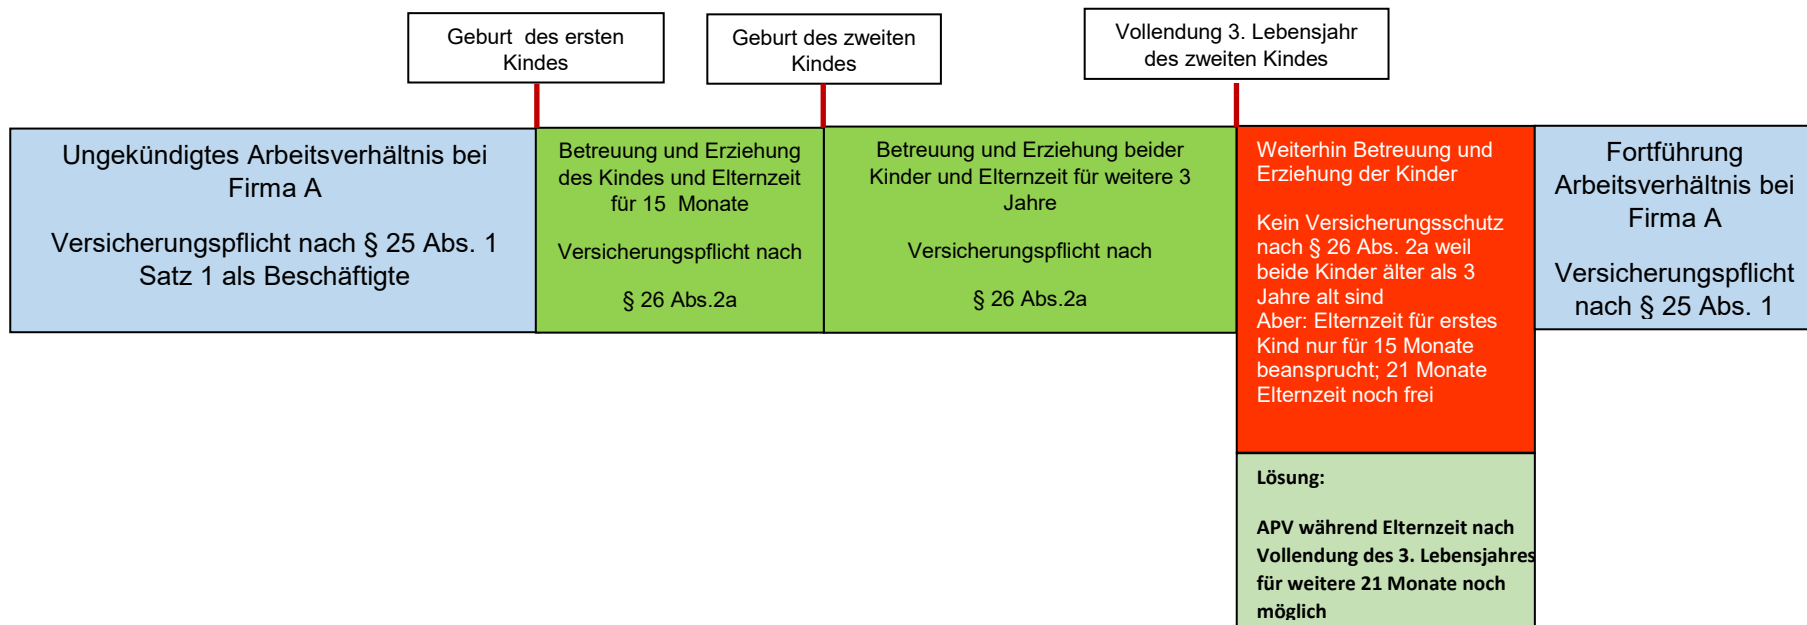 Geburt des ersten
Kindes
Geburt des zweiten
Kindes
Vollendung 3. Lebensjahr
des zweiten Kindes
Ungekündigtes Arbeitsverhältnis bei
Firma A
Versicherungspflicht nach § 25 Abs. 1
Satz 1 als Beschäftigte
Betreuung und Erziehung
des Kindes und Elternzeit
für 15 Monate
Versicherungspflicht nach
§ 26 Abs.2a
Betreuung und Erziehung beider
Kinder und Elternzeit für weitere 3
Jahre
Versicherungspflicht nach
§ 26 Abs.2a
Weiterhin Betreuung und
Erziehung der Kinder
Kein Versicherungsschutz
nach § 26 Abs. 2a weil
beide Kinder älter als 3
Jahre alt sind
Aber: Elternzeit für erstes
Kind nur für 15 Monate
beansprucht; 21 Monate
Elternzeit noch frei
Fortführung
Arbeitsverhältnis bei
Firma A
Versicherungspflicht
nach § 25 Abs. 1
Lösung:
APV während Elternzeit nach
Vollendung des 3. Lebensjahres
für weitere 21 Monate noch
möglich